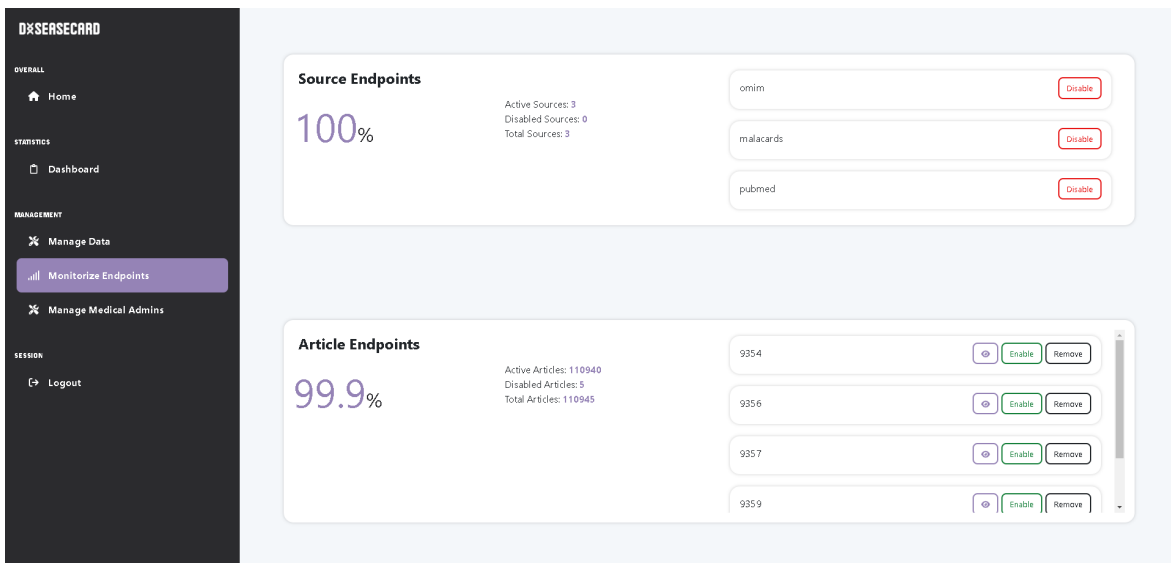 DXSEASECARD
OVERALL
Home
STATISTICS
Dashboard
MANAGEMENT
Manage Data
Monitorize Endpoints
Manage Medical Admins
SESSION
Logout
Source Endpoints
100%
Active Sources: 3
Disabled Sources: 0
Total Sources: 3
omim Disable
malacards Disable
pubmed Disable
Article Endpoints
99.9%
Active Articles: 110940
Disabled Articles: 5
Total Articles: 110945
9354 Enable Remove
9356 Enable Remove
9357 Enable Remove
9359 Enable Remove